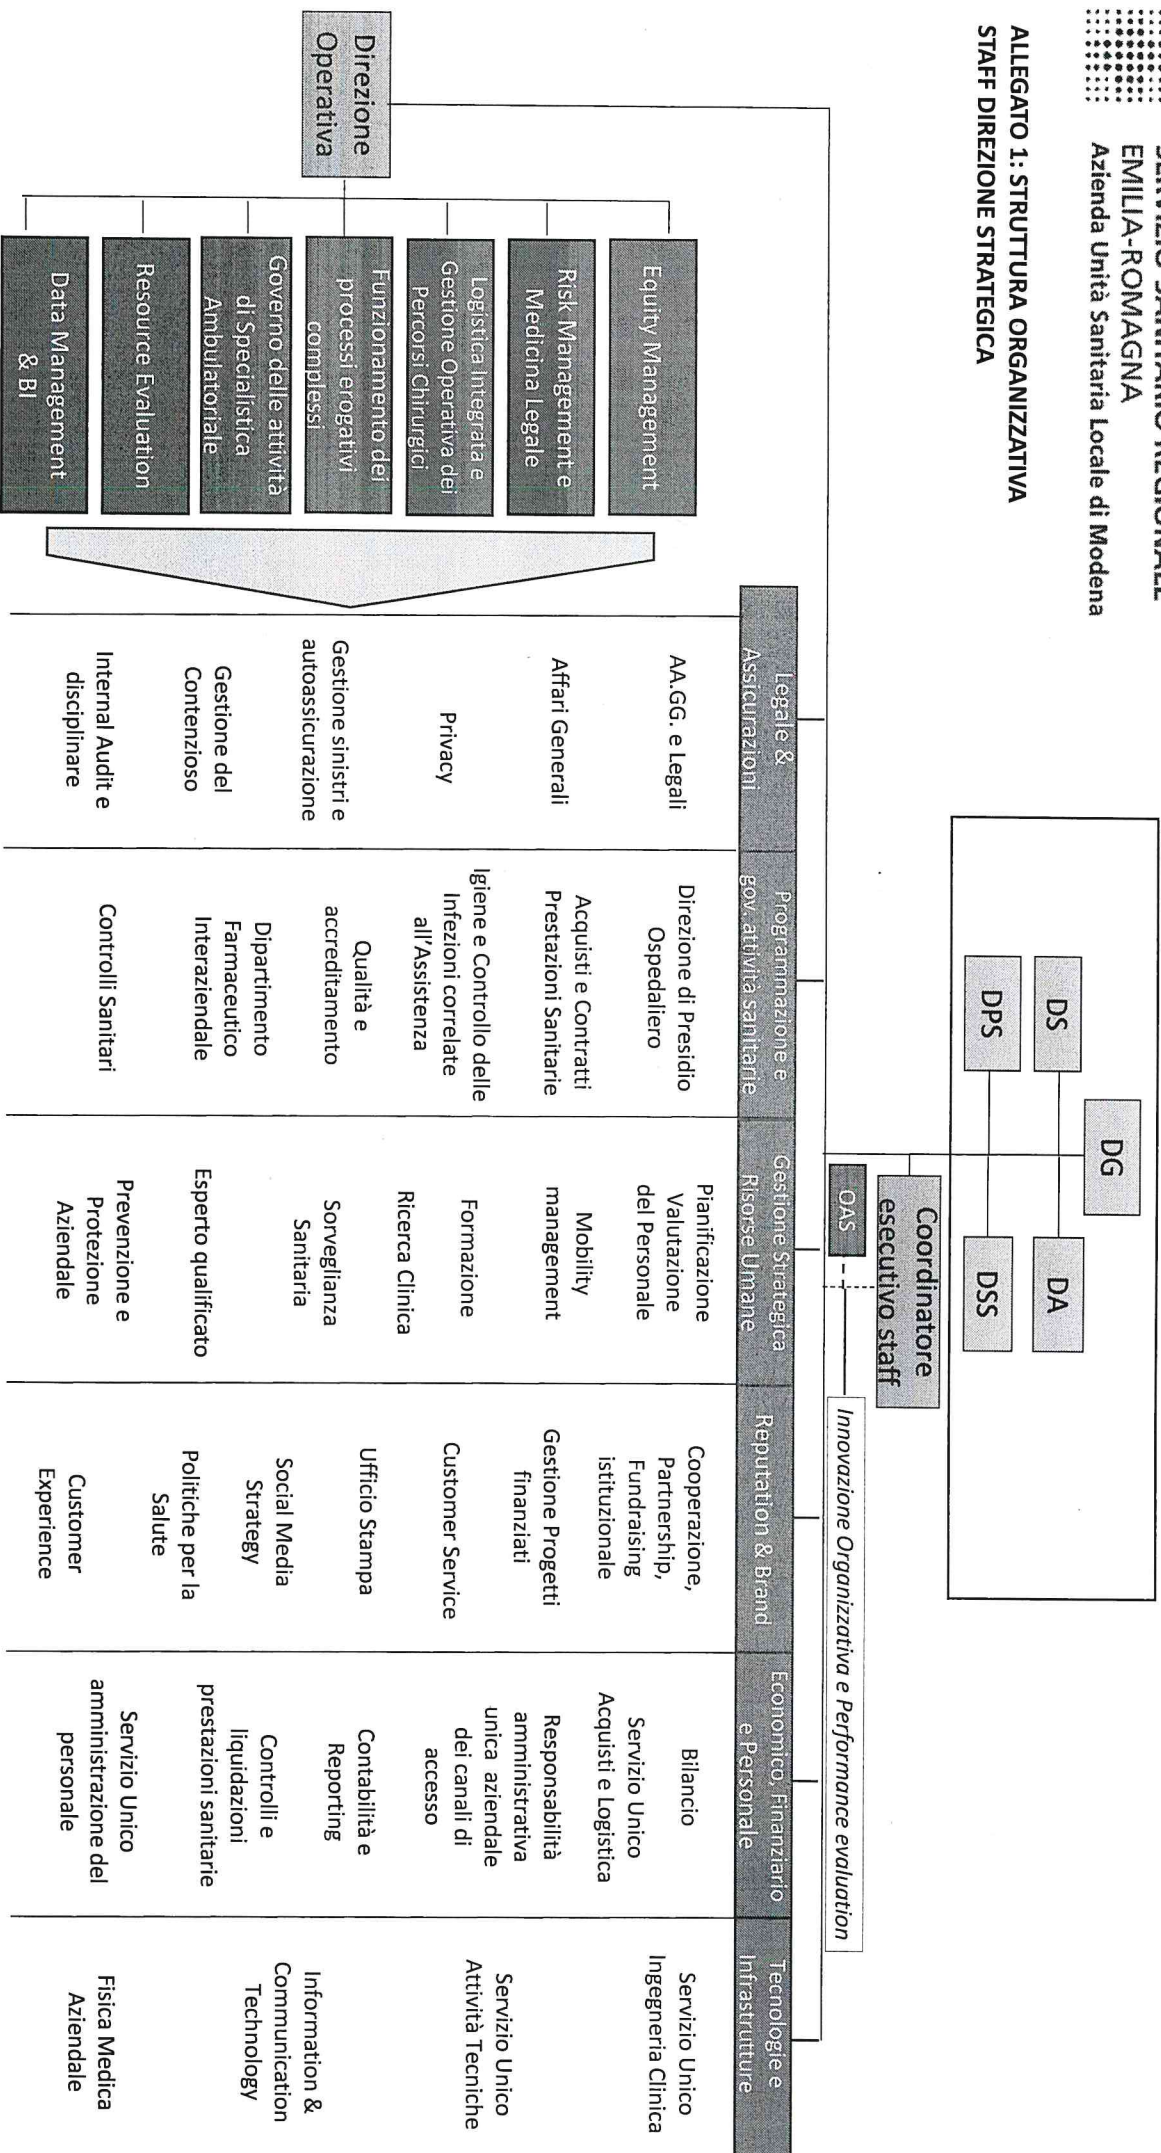 SERVIZIO SANITARIO REGIONALE
EMILIA-ROMAGNA
Azienda Unità Sanitaria Locale di Modena
ALLEGATO 1: STRUTTURA ORGANIZZATIVA
STAFF DIREZIONE STRATEGICA
DG
DS
DA
DPS
DSS
Coordinatore
esecutivo staff
OAS
Innovazione Organizzativa e Performance evaluation
Direzione
Operativa
Equity Management
Risk Management e
Medicina Legale
Logistica Integrata e
Gestione Operativa dei
Percorsi Chirurgici
Funzionamento dei
processi erogativi
complessi
Governo delle attività
di Specialistica
Ambulatoriale
Resource Evaluation
Data Management
& BI
Legale &
Assicurazioni
AA.GG. e Legali
Affari Generali
Privacy
Gestione sinistri e
autoassicurazione
Gestione del
Contenzioso
Internal Audit e
disciplinare
Programmazione e
gov. attività sanitarie
Direzione di Presidio
Ospedaliero
Acquisti e Contratti
Prestazioni Sanitarie
Igiene e Controllo delle
Infezioni correlate
all'Assistenza
Qualità e
accreditamento
Dipartimento
Farmaceutico
Interaziendale
Controlli Sanitari
Gestione Strategica
Risorse Umane
Pianificazione
Valutazione
del Personale
Mobility
management
Formazione
Ricerca Clinica
Sorveglianza
Sanitaria
Esperto qualificato
Prevenzione e
Protezione
Aziendale
Reputation & Brand
Cooperazione,
Partnership,
Fundraising
istituzionale
Gestione Progetti
finanziati
Customer Service
Ufficio Stampa
Social Media
Strategy
Politiche per la
Salute
Customer
Experience
Economico, Finanziario
e Personale
Bilancio
Servizio Unico
Acquisti e Logistica
Responsabilità
amministrativa
unica aziendale
dei canali di
accesso
Contabilità e
Reporting
Controlli e
liquidazioni
prestazioni sanitarie
Servizio Unico
amministrazione del
personale
Tecnologie e
Infrastrutture
Servizio Unico
Ingegneria Clinica
Servizio Unico
Attività Tecniche
Information &
Communication
Technology
Fisica Medica
Aziendale